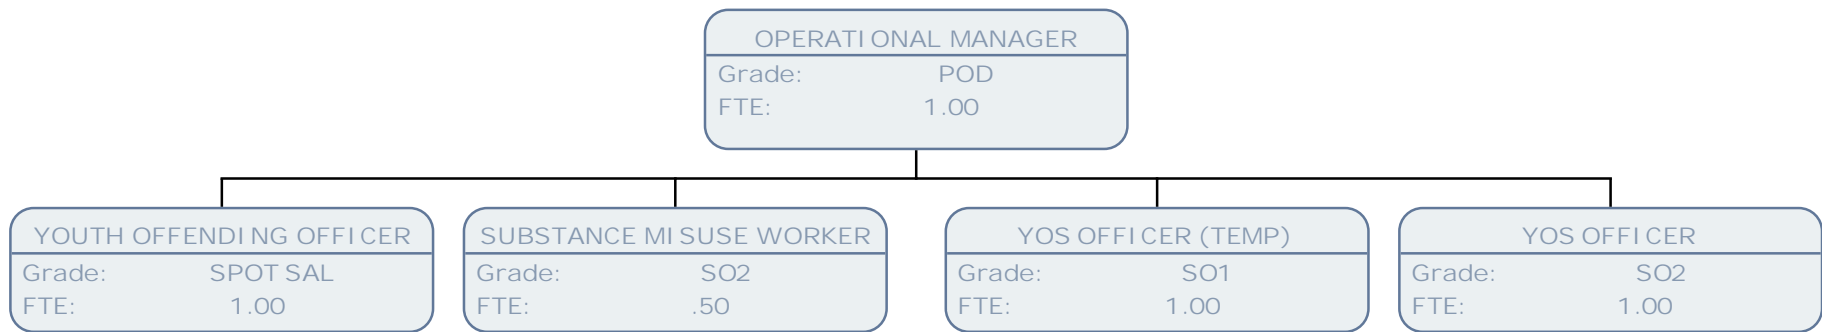 OPERATIONAL MANAGER
Grade: POD
FTE: 1.00
YOUTH OFFENDING OFFICER
Grade: SPOT SAL
FTE: 1.00
SUBSTANCE MISUSE WORKER
Grade: SO2
FTE: .50
YOS OFFICER (TEMP)
Grade: SO1
FTE: 1.00
YOS OFFICER
Grade: SO2
FTE: 1.00